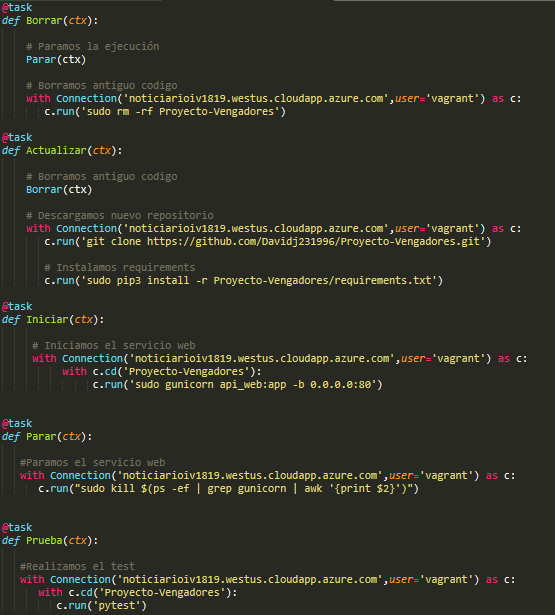 @task
def Borrar(ctx):
# Paramos la ejecución
Parar(ctx)
# Borramos antiguo codigo
with Connection('noticiarioiv1819.westus.cloudapp.azure.com',user='vagrant') as c:
c.run('sudo rm -rf Proyecto-Vengadores')
@task
def Actualizar(ctx):
# Borramos antiguo codigo
Borrar(ctx)
# Descargamos nuevo repositorio
with Connection('noticiarioiv1819.westus.cloudapp.azure.com',user='vagrant') as c:
c.run('git clone https://github.com/Davidj231996/Proyecto-Vengadores.git')
# Instalamos requirements
c.run('sudo pip3 install -r Proyecto-Vengadores/requirements.txt')
@task
def Iniciar(ctx):
# Iniciamos el servicio web
with Connection('noticiarioiv1819.westus.cloudapp.azure.com',user='vagrant') as c:
with c.cd('Proyecto-Vengadores'):
c.run('sudo gunicorn api_web:app -b 0.0.0.0:80')
@task
def Parar(ctx):
#Paramos el servicio web
with Connection('noticiarioiv1819.westus.cloudapp.azure.com',user='vagrant') as c:
c.run("sudo kill $(ps -ef | grep gunicorn | awk '{print $2}')")
@task
def Prueba(ctx):
#Realizamos el test
with Connection('noticiarioiv1819.westus.cloudapp.azure.com',user='vagrant') as c:
with c.cd('Proyecto-Vengadores'):
c.run('pytest')